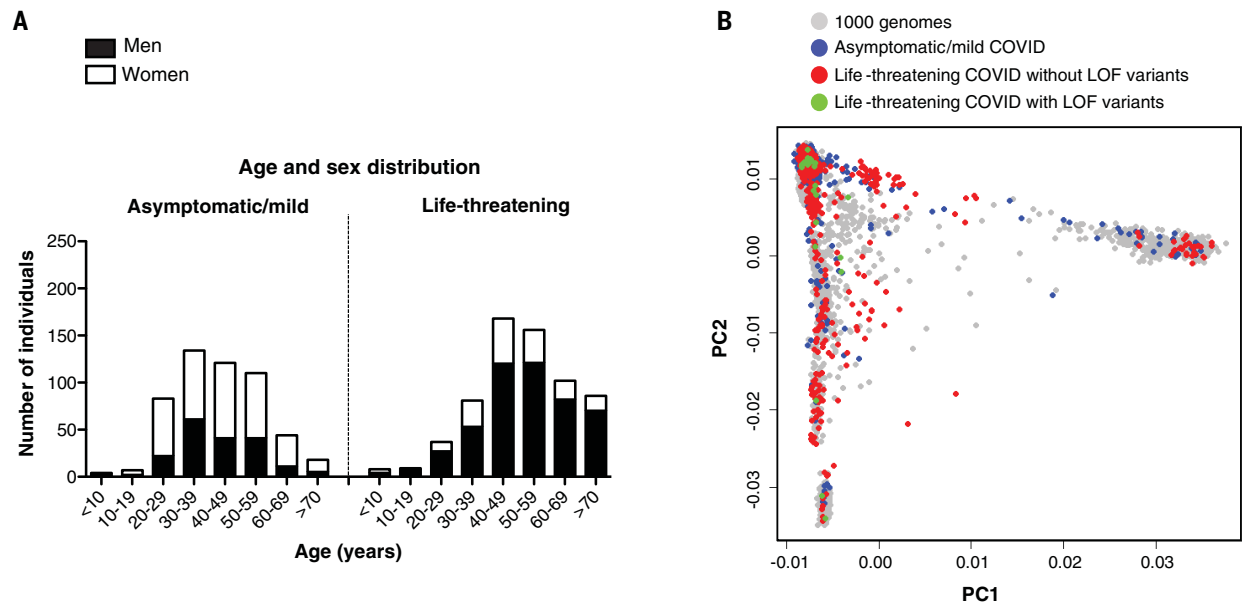 A
Men
Women
Age and sex distribution
Asymptomatic/mild
Life-threatening
Number of individuals
250
200
150
100
50
0
<10
10-19
20-29
30-39
40-49
50-59
60-69
>70
<10
10-19
20-29
30-39
40-49
50-59
60-69
>70
Age (years)
B
1000 genomes
Asymptomatic/mild COVID
Life-threatening COVID without LOF variants
Life-threatening COVID with LOF variants
PC2
0.01
0.00
-0.01
-0.02
-0.03
-0.01
0.00
0.01
0.02
0.03
PC1